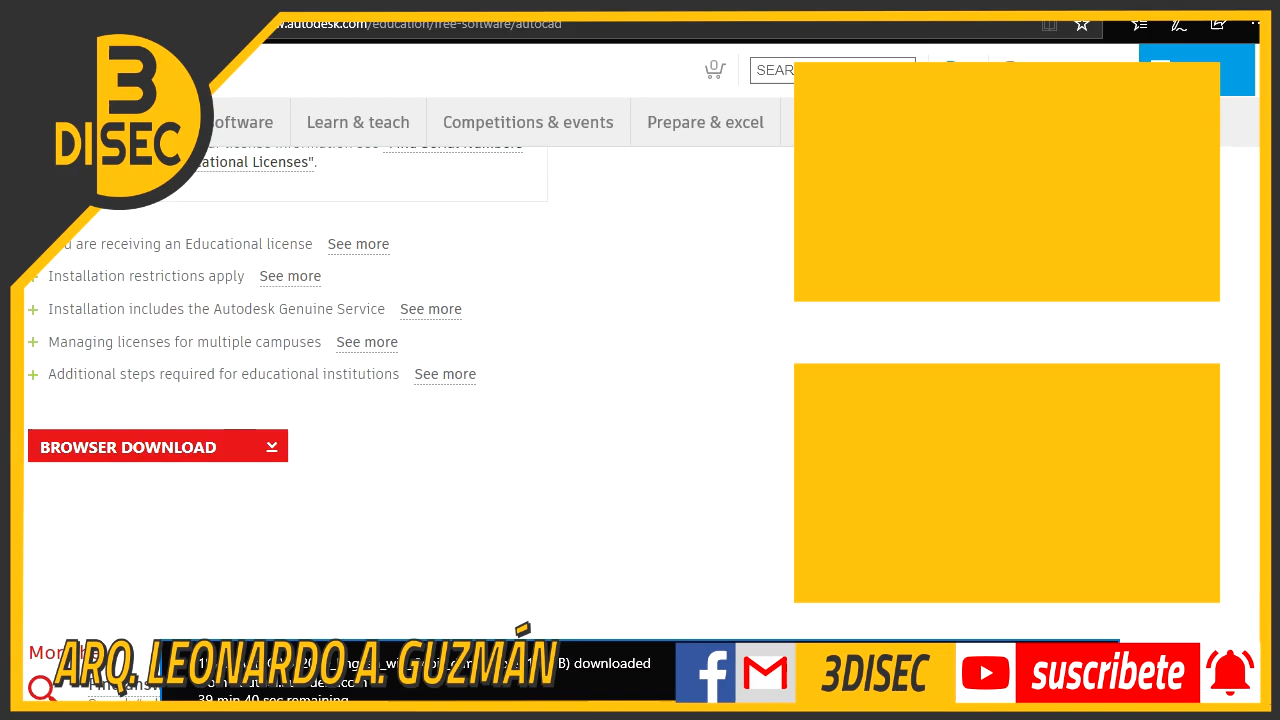 .autodesk.com/education/free-software/autocad
3
DISEC
0
SEAR
Learn & teach
Competitions & events
Prepare & excel
Educational Licenses".
are receiving an Educational license See more
Installation restrictions apply See more
Installation includes the Autodesk Genuine Service See more
Managing licenses for multiple campuses See more
Additional steps required for educational institutions See more
BROWSER DOWNLOAD
ARQ. LEONARDO A. GUZMÁN
downloaded
39 min 40 sec remaining
3DISEC
suscribete